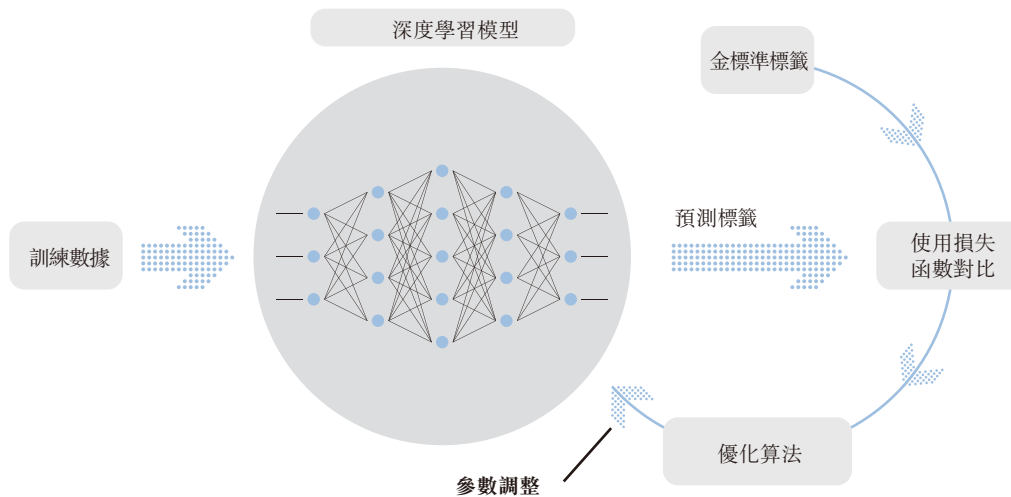 深度學習模型
金標準標籤
預測標籤
訓練數據
使用損失
函數對比
優化算法
參數調整